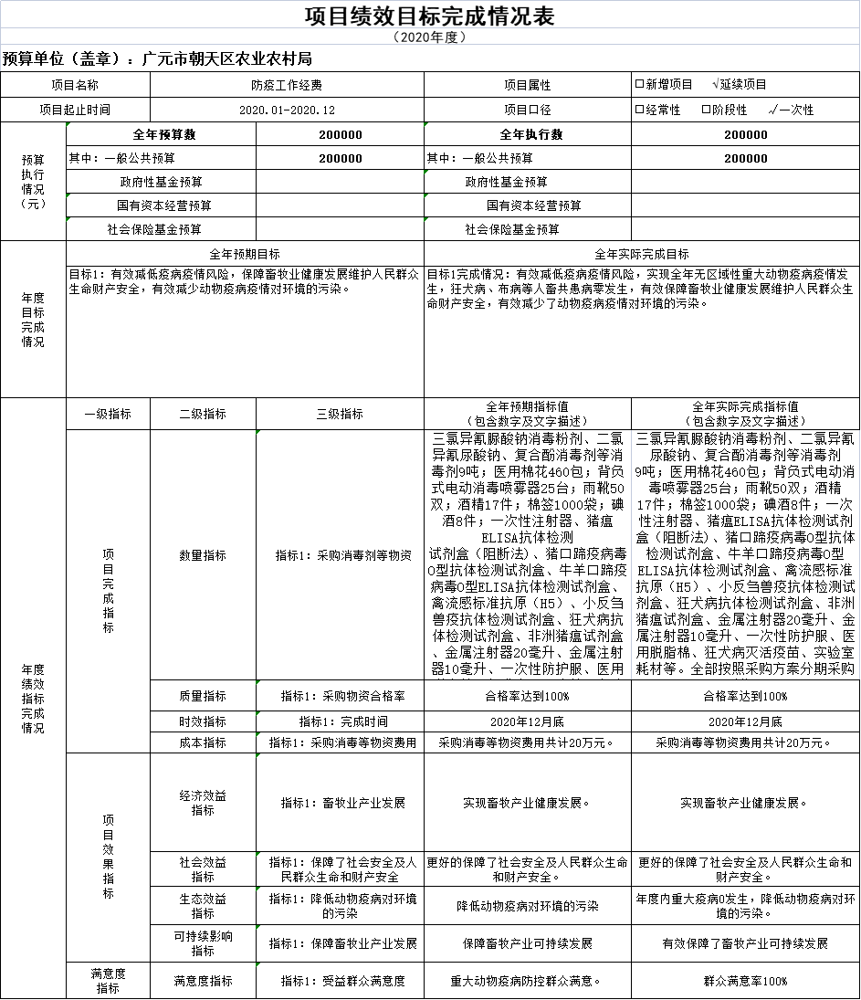 项目绩效目标完成情况表
（2020年度）
预算单位（盖章）：广元市朝天区农业农村局
项目名称 防疫工作经费 项目属性 □新增项目 √延续项目
项目起止时间 2020.01-2020.12 项目口径 □经常性 □阶段性 √一次性
预算
执行
情况
（元）
全年预算数 200000 全年执行数 200000
其中：一般公共预算 200000 其中：一般公共预算 200000
政府性基金预算 政府性基金预算
国有资本经营预算 国有资本经营预算
社会保险基金预算 社会保险基金预算
年度
目标
完成
情况
全年预期目标 全年实际完成目标
目标1：有效减低疫病疫情风险，保障畜牧业健康发展维护人民群众
生命财产安全，有效减少动物疫病疫情对环境的污染。
目标1完成情况：有效减低疫病疫情风险，实现全年无区域性重大动物疫病疫情发
生，狂犬病、布病等人畜共患病零发生，有效保障畜牧业健康发展维护人民群众生
命财产安全，有效减少了动物疫病疫情对环境的污染。
年度
绩效
指标
完成
情况
一级指标 二级指标 三级指标
全年预期指标值
（包含数字及文字描述）
全年实际完成指标值
（包含数字及文字描述）
项
目
完
成
指
标
数量指标 指标1：采购消毒剂等物资
三氯异氰脲酸钠消毒粉剂、二氯
异氰尿酸钠、复合酚消毒剂等消
毒剂9吨；医用棉花460包；背负
式电动消毒喷雾器25台；雨靴50
双；酒精17件；棉签1000袋；碘
酒8件；一次性注射器、猪瘟
ELISA抗体检测
试剂盒（阻断法)、猪口蹄疫病毒
O型抗体检测试剂盒、牛羊口蹄疫
病毒O型ELISA抗体检测试剂盒、
禽流感标准抗原（H5）、小反刍
兽疫抗体检测试剂盒、狂犬病抗
体检测试剂盒、非洲猪瘟试剂盒
、金属注射器20毫升、金属注射
器10毫升、一次性防护服、医用
三氯异氰脲酸钠消毒粉剂、二氯异氰
尿酸钠、复合酚消毒剂等消毒剂
9吨；医用棉花460包；背负式电动消
毒喷雾器25台；雨靴50双；酒精
17件；棉签1000袋；碘酒8件；一次
性注射器、猪瘟ELISA抗体检测试剂
盒（阻断法)、猪口蹄疫病毒O型抗体
检测试剂盒、牛羊口蹄疫病毒O型
ELISA抗体检测试剂盒、禽流感标准
抗原（H5）、小反刍兽疫抗体检测试
剂盒、狂犬病抗体检测试剂盒、非洲
猪瘟试剂盒、金属注射器20毫升、金
属注射器10毫升、一次性防护服、医
用脱脂棉、狂犬病灭活疫苗、实验室
耗材等。全部按照采购方案分期采购
质量指标 指标1：采购物资合格率 合格率达到100% 合格率达到100%
时效指标 指标1：完成时间 2020年12月底 2020年12月底
成本指标 指标1：采购消毒等物资费用 采购消毒等物资费用共计20万元。 采购消毒等物资费用共计20万元。
项
目
效
果
指
标
经济效益
指标
指标1：畜牧业产业发展 实现畜牧产业健康发展。 实现畜牧产业健康发展。
社会效益
指标
指标1：保障了社会安全及人
民群众生命和财产安全
更好的保障了社会安全及人民群众生命
和财产安全。
更好的保障了社会安全及人民群众生命和
财产安全。
生态效益
指标
指标1：降低动物疫病对环境
的污染
降低动物疫病对环境的污染
年度内重大疫病0发生，降低动物疫病对环
境的污染。
可持续影响
指标
指标1：保障畜牧业产业发展 保障畜牧产业可持续发展 有效保障了畜牧产业可持续发展
满意度
指标
满意度指标 指标1：受益群众满意度 重大动物疫病防控群众满意。 群众满意率100%